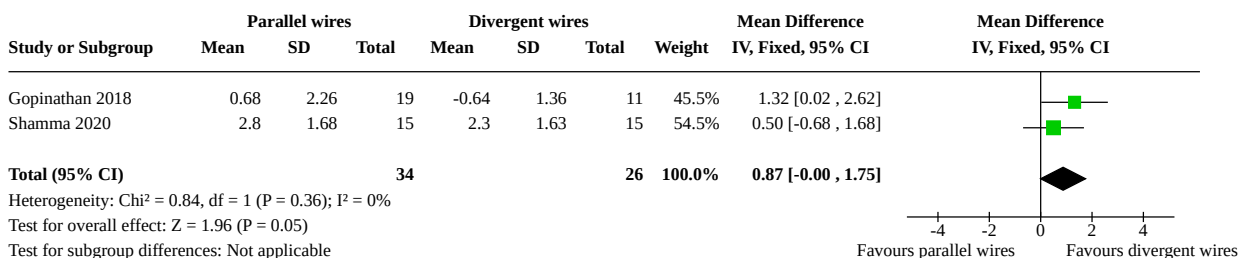 Parallel wires Divergent wires Mean Difference Mean Difference
Study or Subgroup Mean SD Total Mean SD Total Weight IV, Fixed, 95% CI IV, Fixed, 95% CI
Gopinathan 2018 0.68 2.26 19 -0.64 1.36 11 45.5% 1.32 [0.02 , 2.62]
Shamma 2020 2.8 1.68 15 2.3 1.63 15 54.5% 0.50 [-0.68 , 1.68]
Total (95% CI) 34 26 100.0% 0.87 [-0.00 , 1.75]
Heterogeneity: Chi² = 0.84, df = 1 (P = 0.36); I² = 0%
Test for overall effect: Z = 1.96 (P = 0.05)
-4 -2 0 2 4
Test for subgroup differences: Not applicable Favours parallel wires Favours divergent wires